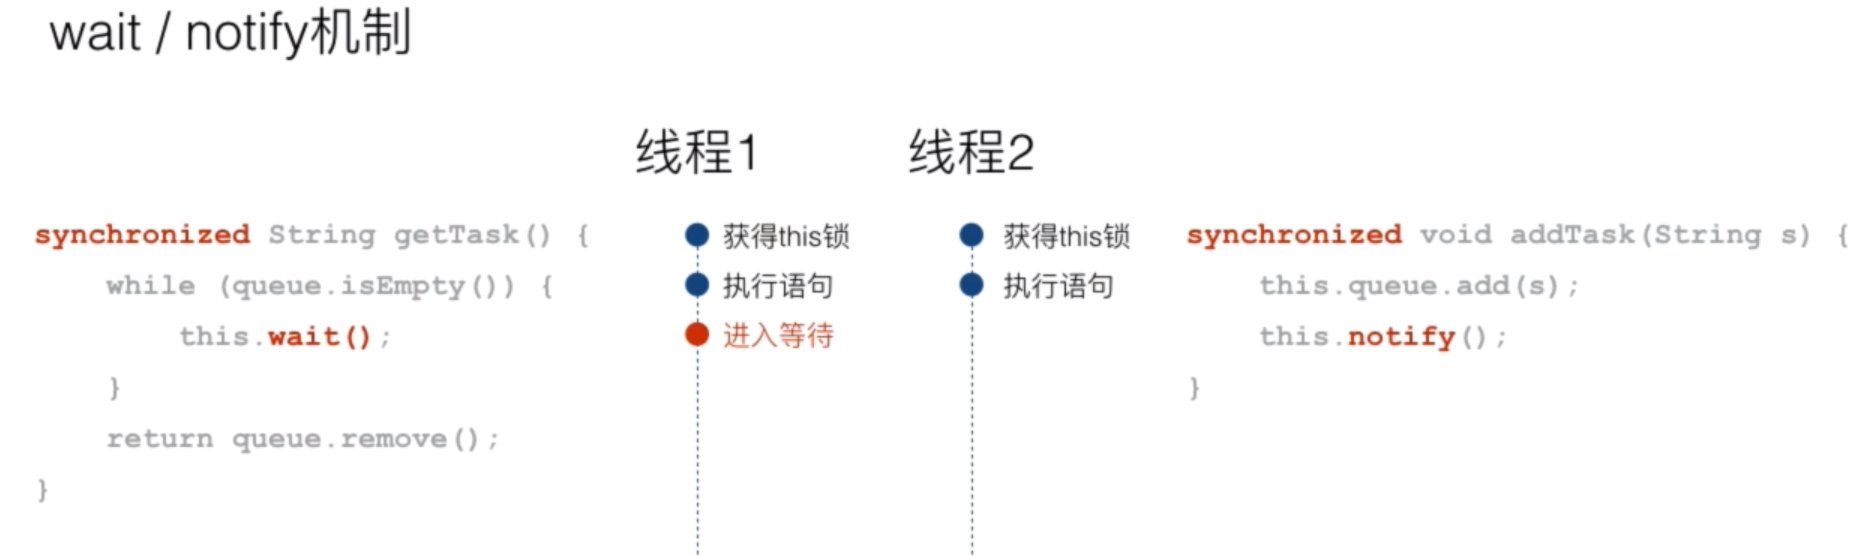 wait / notify机制
线程1
线程2
synchronized String getTask() {
while (queue.isEmpty()) {
this.wait();
}
return queue.remove();
}
获得this锁
执行语句
进入等待
获得this锁
执行语句
synchronized void addTask(String s) {
this.queue.add(s);
this.notify();
}